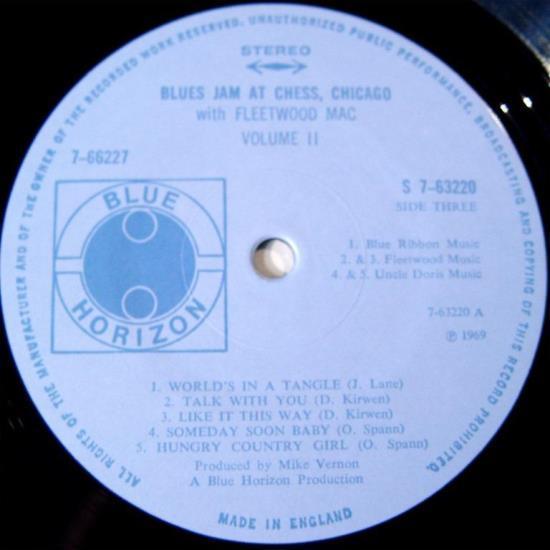 ALL RIGHTS OF THE MANUFACTURER AND OF THE OWNER OF THE RECORDED WORK RESERVED. UNAUTHORIZED PUBLIC PERFORMANCE, BROADCASTING AND COPYING OF THIS RECORD PROHIBITED.
STEREO
BLUES JAM AT CHESS, CHICAGO
with FLEETWOOD MAC
VOLUME II
7-66227
S 7-63220
SIDE THREE
BLUE
HORIZON
1. Blue Ribbon Music
2. & 3. Fleetwood Music
4. & 5. Uncle Doris Music
7-63220 A
℗ 1969
1. WORLD'S IN A TANGLE (J. Lane)
2. TALK WITH YOU (D. Kirwen)
3. LIKE IT THIS WAY (D. Kirwen)
4. SOMEDAY SOON BABY (O. Spann)
5. HUNGRY COUNTRY GIRL (O. Spann)
Produced by Mike Vernon
A Blue Horizon Production
MADE IN ENGLAND